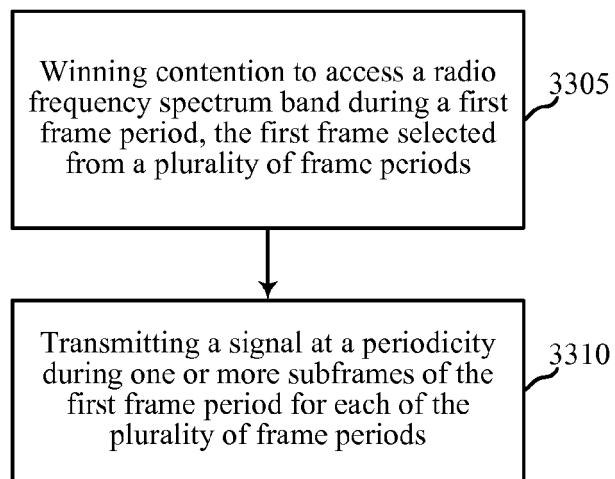 Winning contention to access a radio
frequency spectrum band during a first
frame period, the first frame selected
from a plurality of frame periods
3305
Transmitting a signal at a periodicity
during one or more subframes of the
first frame period for each of the
plurality of frame periods
3310